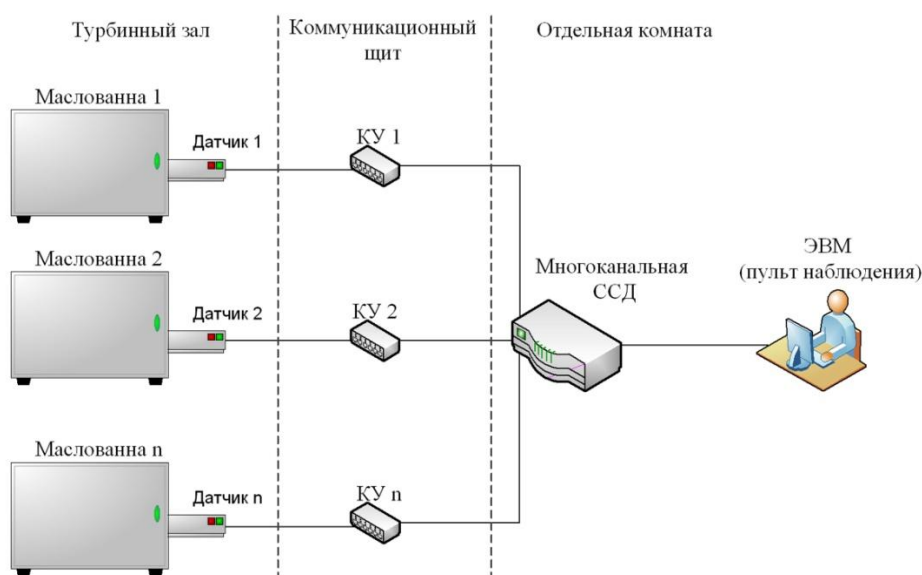 Турбинный зал
Коммуникационный
щит
Отдельная комната
Маслованна 1
Датчик 1
КУ 1
Маслованна 2
Датчик 2
КУ 2
Многоканальная
ССД
ЭВМ
(пульт наблюдения)
Маслованна n
Датчик n
КУ n